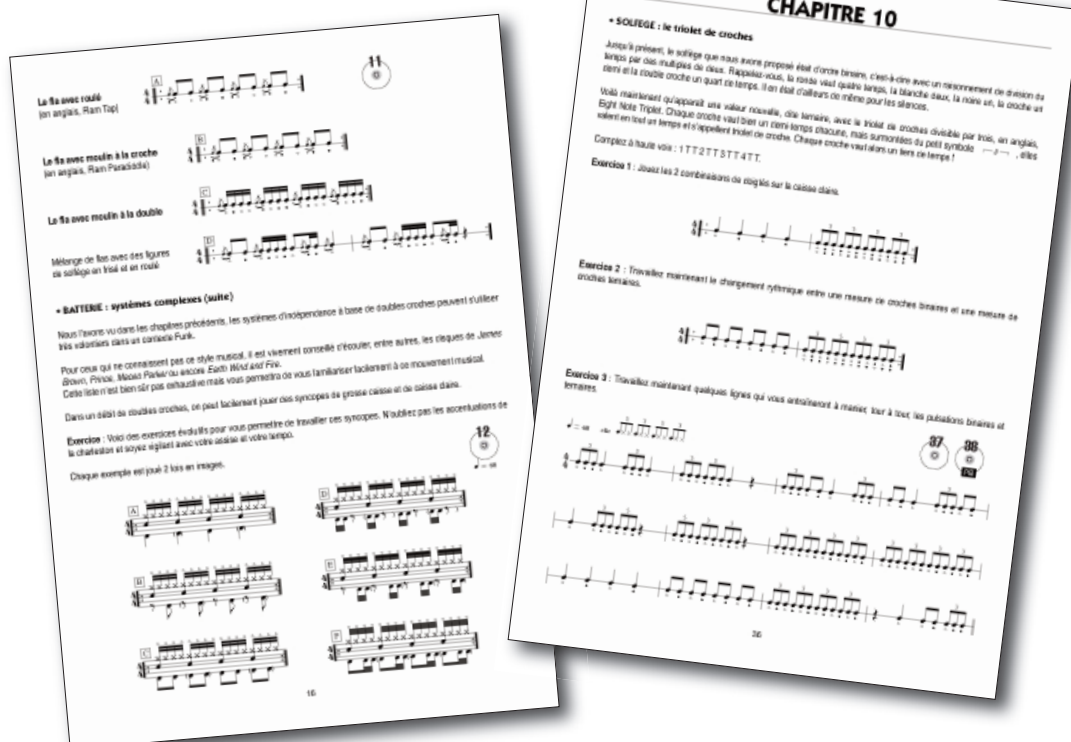 11
A
Le fla avec roulé
(en anglais, Ram Tap)
B
Le fla avec moulin à la croche
(en anglais, Ram Paradiddle)
C
Le fla avec moulin à la double
D
Mélange de flas avec des figures
de solfège en frisé et en roulé
• BATTERIE : systèmes complexes (suite)
Nous l'avons vu dans les chapitres précédents, les systèmes d'indépendance à base de doubles croches peuvent s'utiliser
très volontiers dans un contexte Funk.
Pour ceux qui ne connaissent pas ce style musical, il est vivement conseillé d'écouter, entre autres, les disques de James
Brown, Prince, Maceo Parker ou encore Earth Wind and Fire.
Cette liste n'est bien sûr pas exhaustive mais vous permettra de vous familiariser facilement à ce mouvement musical.
Dans un débit de doubles croches, on peut facilement jouer des syncopes de grosse caisse et de caisse claire.
Exercice : Voici des exercices évolutifs pour vous permettre de travailler ces syncopes. N'oubliez pas les accentuations de
la charleston et soyez vigilant avec votre assise et votre tempo.
12
Chaque exemple est joué 2 fois en images.
A
D
B
E
C
F
16
CHAPITRE 10
• SOLFEGE : le triolet de croches
Jusqu'à présent, le solfège que nous avons proposé était d'ordre binaire, c'est-à-dire avec un raisonnement de division du
temps par des multiples de deux. Rappelez-vous, la ronde vaut quatre temps, la blanche deux, la noire un, la croche un
demi et la double croche un quart de temps. Il en était d'ailleurs de même pour les silences.
Voilà maintenant qu'apparaît une valeur nouvelle, dite ternaire, avec le triolet de croches divisible par trois, en anglais,
Eight Note Triplet. Chaque croche vaut bien un demi-temps chacune, mais surmontées du petit symbole 3 , elles
valent en tout un temps et s'appellent triolet de croche. Chaque croche vaut alors un tiers de temps !
Comptez à haute voix : 1 T T 2 T T 3 T T 4 T T.
Exercice 1 : Jouez les 2 combinaisons de doigtés sur la caisse claire.
Exercice 2 : Travaillez maintenant le changement rythmique entre une mesure de croches binaires et une mesure de
croches ternaires.
Exercice 3 : Travaillez maintenant quelques lignes qui vous entraîneront à manier, tour à tour, les pulsations binaires et
ternaires.
37
38
36